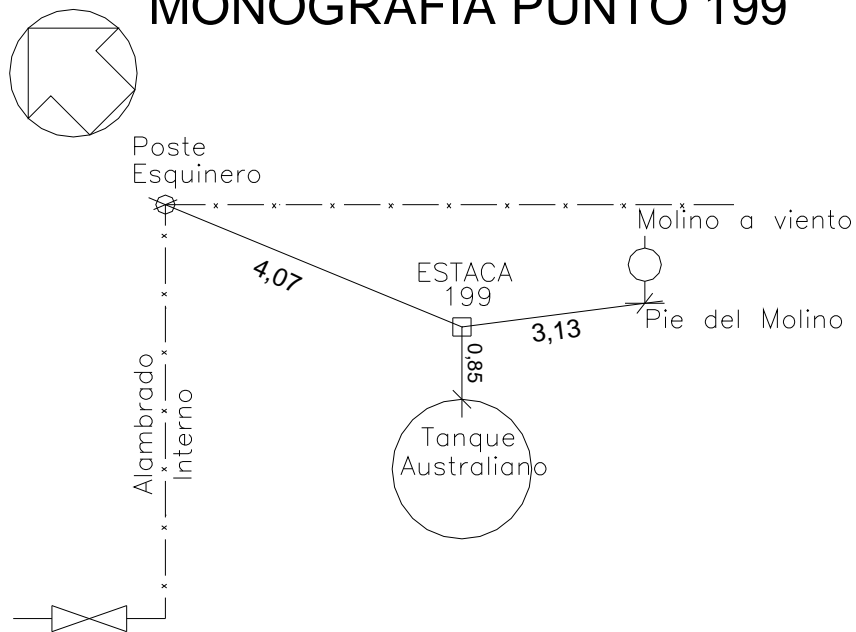 MONOGRAFIA PUNTO 199
Poste
Esquinero
Molino a viento
ESTACA
199
4,07
3,13
Pie del Molino
0,85
Alambrado
Interno
Tanque
Australiano